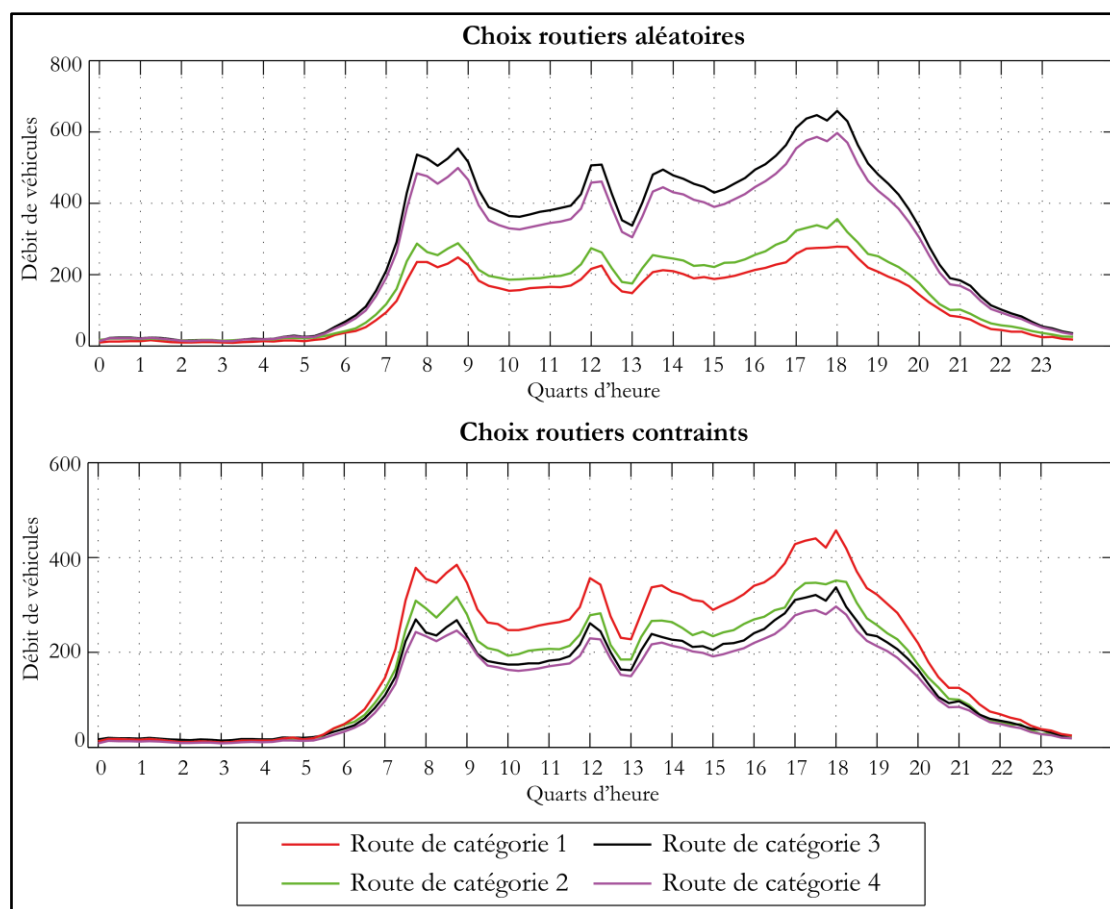 Choix routiers aléatoires
Débit de véhicules
800
600
400
200
0
0 1 2 3 4 5 6 7 8 9 10 11 12 13 14 15 16 17 18 19 20 21 22 23
Quarts d'heure
Choix routiers contraints
Débit de véhicules
600
400
200
0
0 1 2 3 4 5 6 7 8 9 10 11 12 13 14 15 16 17 18 19 20 21 22 23
Quarts d'heure
Route de catégorie 1 Route de catégorie 3
Route de catégorie 2 Route de catégorie 4